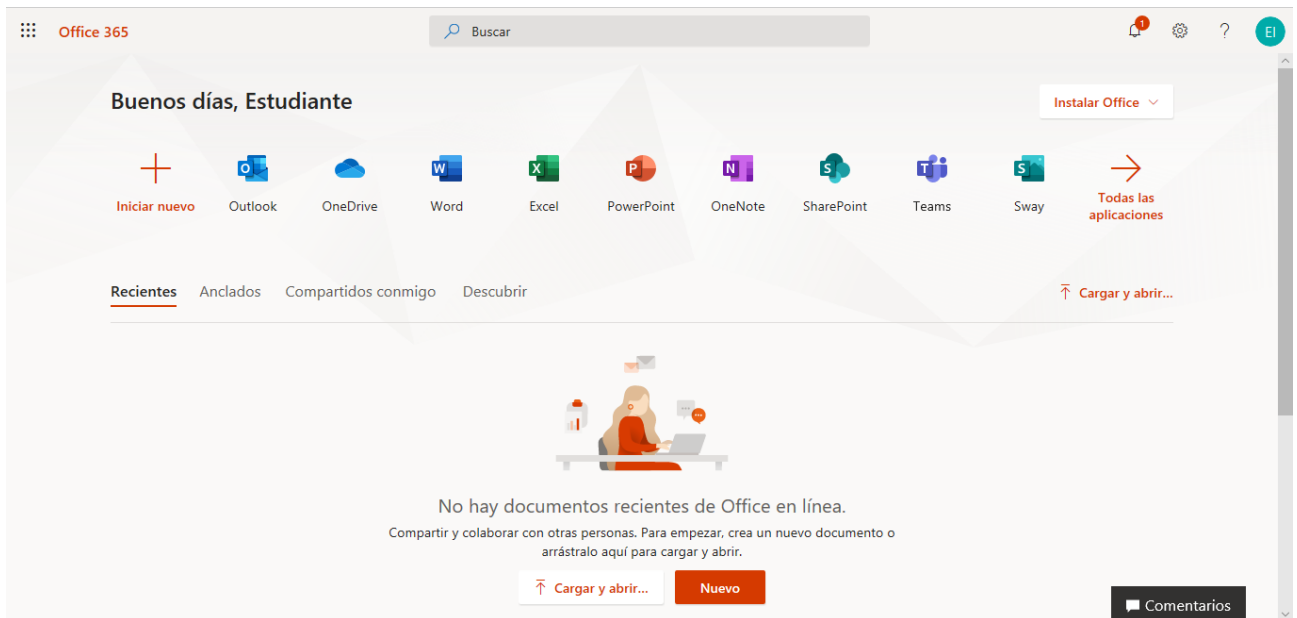 Office 365
Buscar
1
EI
Buenos días, Estudiante
Instalar Office
Iniciar nuevo
Outlook
OneDrive
Word
Excel
PowerPoint
OneNote
SharePoint
Teams
Sway
Todas las
aplicaciones
Recientes
Anclados
Compartidos conmigo
Descubrir
Cargar y abrir...
No hay documentos recientes de Office en línea.
Compartir y colaborar con otras personas. Para empezar, crea un nuevo documento o
arrástralo aquí para cargar y abrir.
Cargar y abrir...
Nuevo
Comentarios